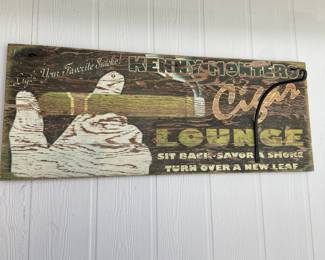 Light Your Favorite Smoke!
KENNY MONTERO
Cigar
LOUNGE
SIT BACK-SAVOR A SMOKE
TURN OVER A NEW LEAF